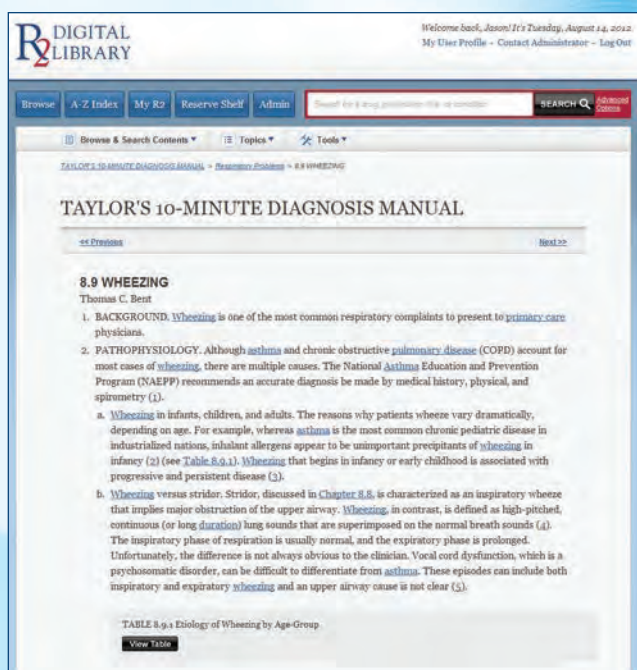 R2 DIGITAL
LIBRARY
Welcome back, Jason! It's Tuesday, August 14, 2012
My User Profile - Contact Administrator - Log Out
Browse A-Z Index My R2 Reserve Shelf Admin
SEARCH Advanced Options
Browse & Search Contents Topics Tools
TAYLOR'S 10-MINUTE DIAGNOSIS MANUAL > Respiratory Problems > 8.9 WHEEZING
TAYLOR'S 10-MINUTE DIAGNOSIS MANUAL
<< Previous Next >>
8.9 WHEEZING
Thomas C. Bent
1. BACKGROUND. Wheezing is one of the most common respiratory complaints to present to primary care
physicians.
2. PATHOPHYSIOLOGY. Although asthma and chronic obstructive pulmonary disease (COPD) account for
most cases of wheezing, there are multiple causes. The National Asthma Education and Prevention
Program (NAEPP) recommends an accurate diagnosis be made by medical history, physical, and
spirometry (1).
a. Wheezing in infants, children, and adults. The reasons why patients wheeze vary dramatically,
depending on age. For example, whereas asthma is the most common chronic pediatric disease in
industrialized nations, inhalant allergens appear to be unimportant precipitants of wheezing in
infancy (2) (see Table 8.9.1). Wheezing that begins in infancy or early childhood is associated with
progressive and persistent disease (3).
b. Wheezing versus stridor. Stridor, discussed in Chapter 8.8, is characterized as an inspiratory wheeze
that implies major obstruction of the upper airway. Wheezing, in contrast, is defined as high-pitched,
continuous (or long duration) lung sounds that are superimposed on the normal breath sounds (4).
The inspiratory phase of respiration is usually normal, and the expiratory phase is prolonged.
Unfortunately, the difference is not always obvious to the clinician. Vocal cord dysfunction, which is a
psychosomatic disorder, can be difficult to differentiate from asthma. These episodes can include both
inspiratory and expiratory wheezing and an upper airway cause is not clear (5).
TABLE 8.9.1 Etiology of Wheezing by Age-Group
View Table